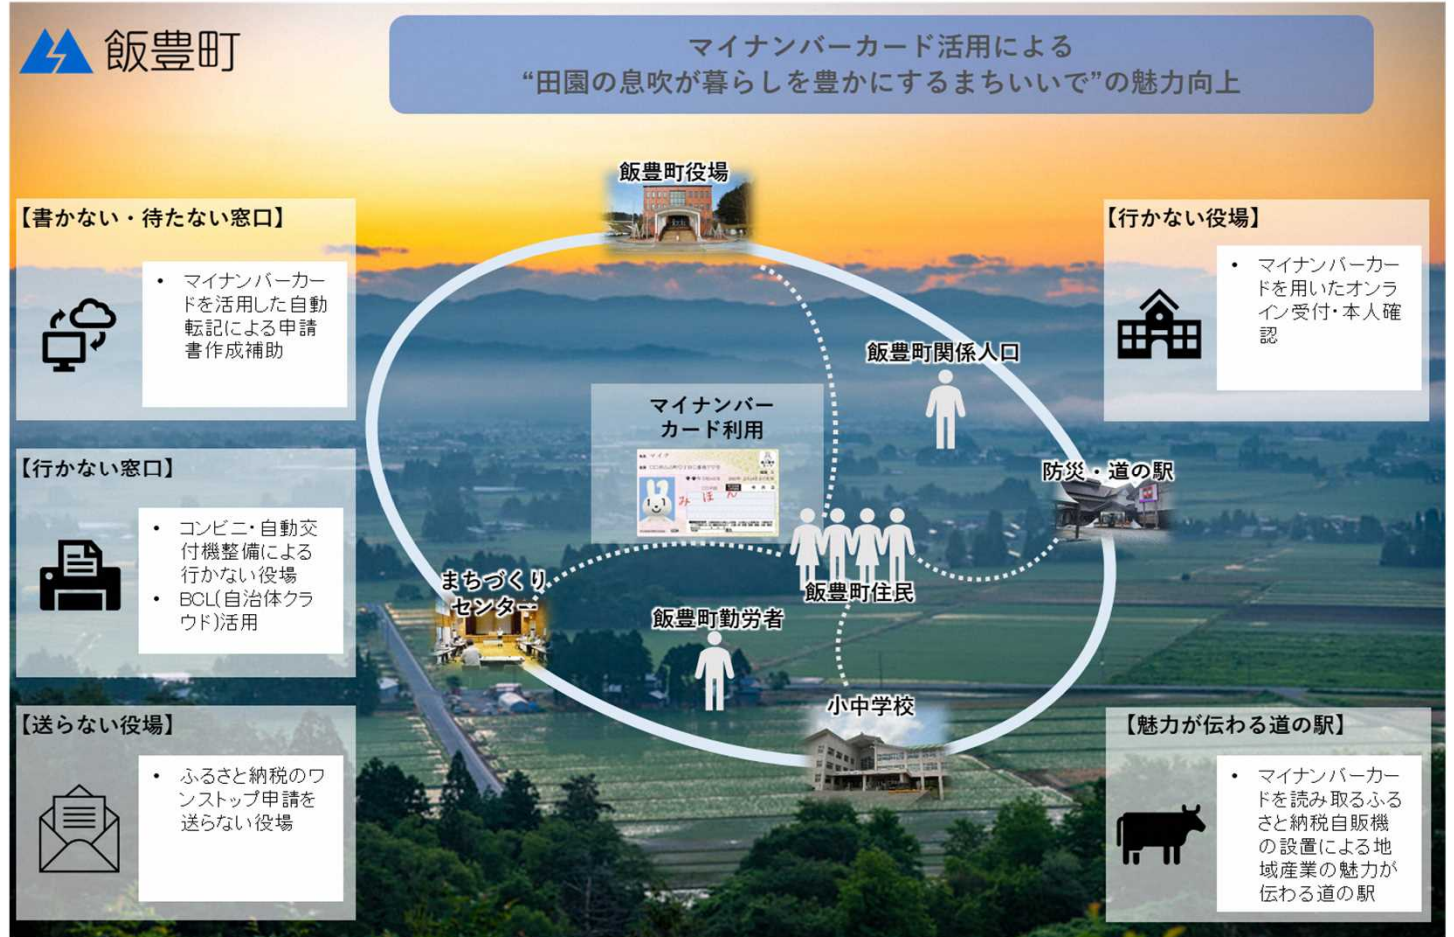 飯豊町
マイナンバーカード活用による
“田園の息吹が暮らしを豊かにするまちいいで”の魅力向上
飯豊町役場
【書かない・待たない窓口】
• マイナンバーカー
ドを活用した自動
転記による申請
書作成補助
【行かない役場】
• マイナンバーカー
ドを用いたオンラ
イン受付・本人確
認
飯豊町関係人口
マイナンバー
カード利用
マイナ
みほん
防災・道の駅
【行かない窓口】
• コンビニ・自動交
付機整備による
行かない役場
• BCL(自治体クラ
ウド)活用
まちづくり
センター
飯豊町住民
飯豊町勤労者
小中学校
【送らない役場】
• ふるさと納税のワ
ンストップ申請を
送らない役場
【魅力が伝わる道の駅】
• マイナンバーカー
ドを読み取るふる
さと納税自販機
の設置による地
域産業の魅力が
伝わる道の駅